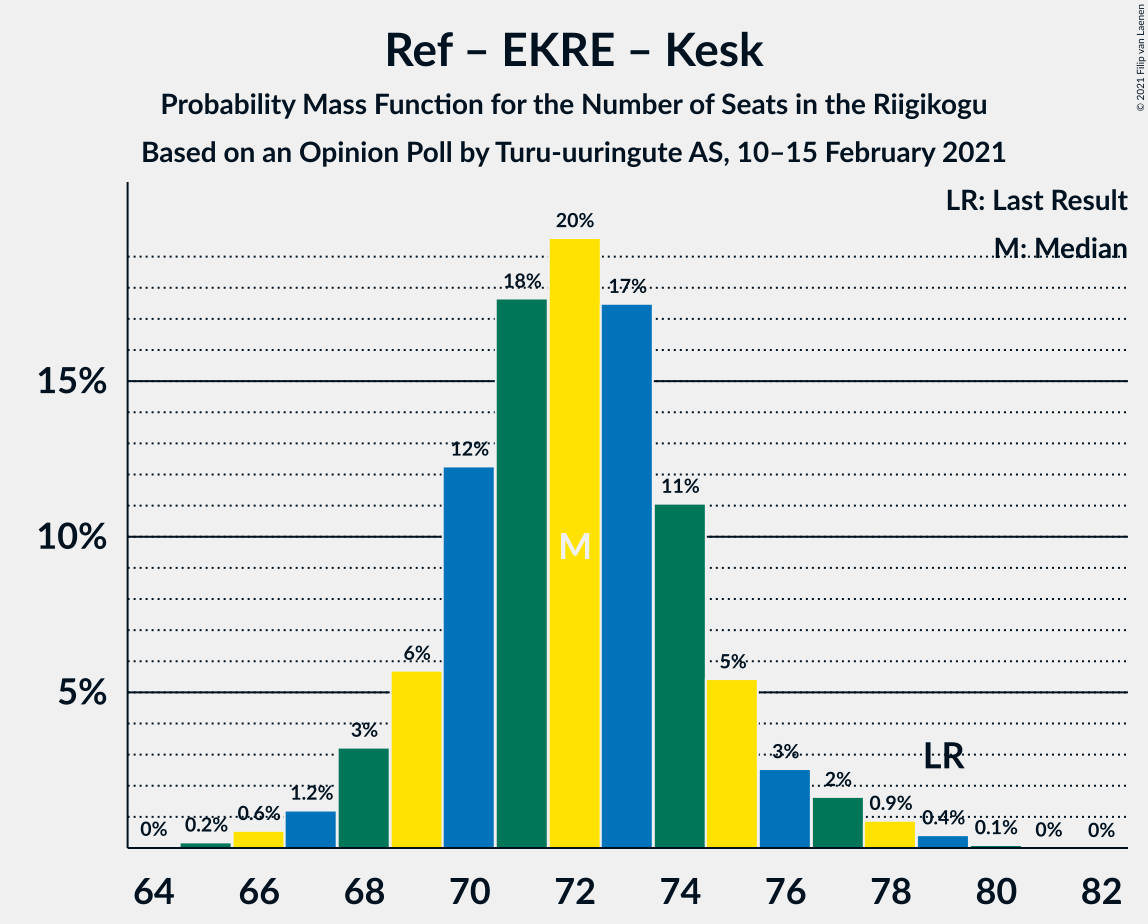 Ref – EKRE – Kesk
Probability Mass Function for the Number of Seats in the Riigikogu
Based on an Opinion Poll by Turu-uuringute AS, 10–15 February 2021
© 2021 Filip van Laenen
LR: Last Result
M: Median
15%
10%
5%
0%
0.2%
0.6%
1.2%
3%
6%
12%
18%
20%
17%
11%
5%
3%
2%
0.9%
0.4%
0.1%
0%
0%
M
LR
64 66 68 70 72 74 76 78 80 82